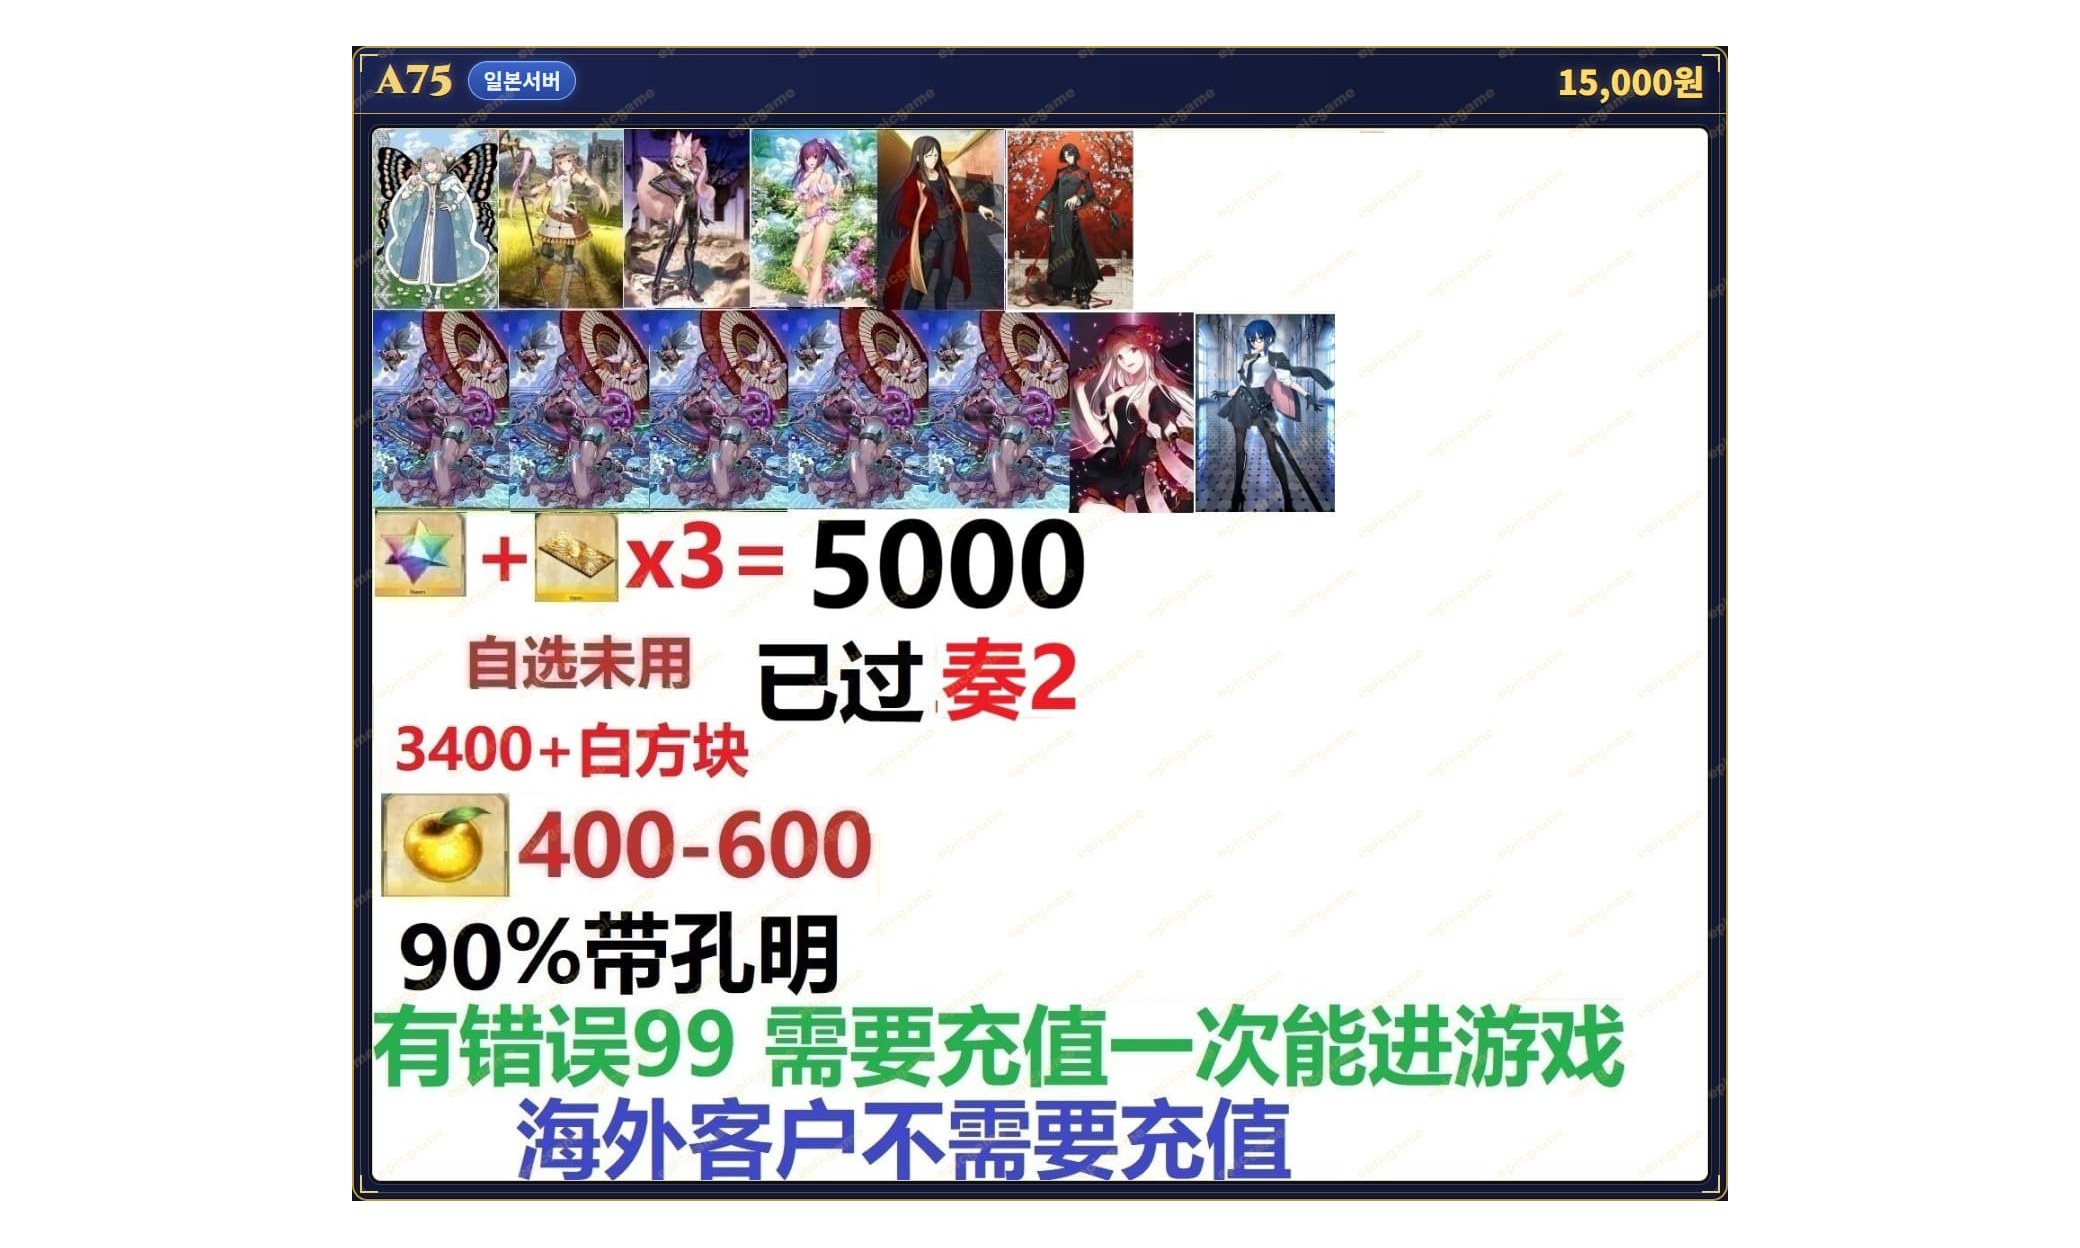 A75 일본서버 15,000원
+ x3= 5000
自选未用 已过 奏2
3400+白方块
400-600
90%带孔明
有错误99 需要充值一次能进游戏
海外客户不需要充值
epicgame